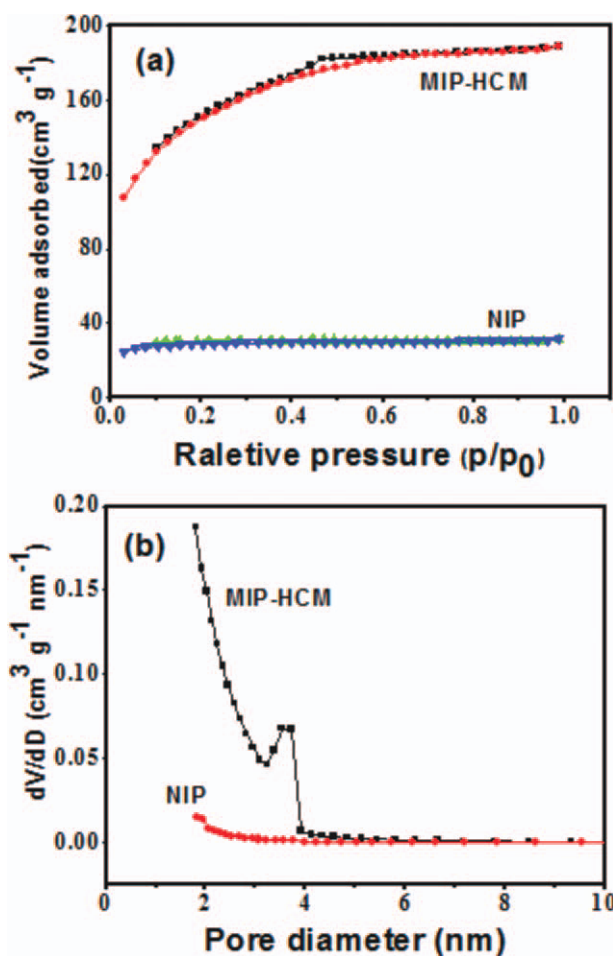 (a)
MIP-HCM
NIP
Volume adsorbed(cm³ g⁻¹)
200
160
120
80
40
0
0.0 0.2 0.4 0.6 0.8 1.0
Raletive pressure (p/p₀)
(b)
MIP-HCM
NIP
dV/dD (cm³ g⁻¹ nm⁻¹)
0.20
0.15
0.10
0.05
0.00
2 4 6 8 10
Pore diameter (nm)